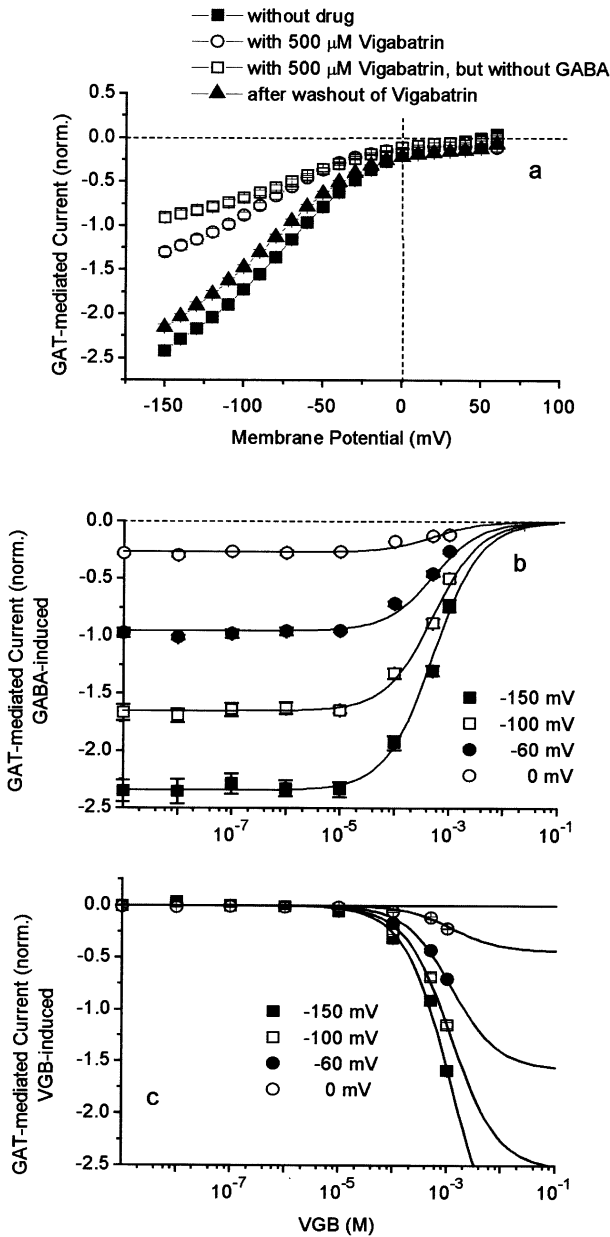 without drug
with 500 μM Vigabatrin
with 500 μM Vigabatrin, but without GABA
after washout of Vigabatrin
0.5
0.0
-0.5
-1.0
-1.5
-2.0
-2.5
GAT-mediated Current (norm.)
a
-150 -100 -50 0 50 100
Membrane Potential (mV)
0.0
-0.5
-1.0
-1.5
-2.0
-2.5
GAT-mediated Current (norm.)
GABA-induced
b
-150 mV
-100 mV
-60 mV
0 mV
10-7 10-5 10-3 10-1
0.0
-0.5
-1.0
-1.5
-2.0
-2.5
GAT-mediated Current (norm.)
VGB-induced
-150 mV
-100 mV
-60 mV
0 mV
c
10-7 10-5 10-3 10-1
VGB (M)